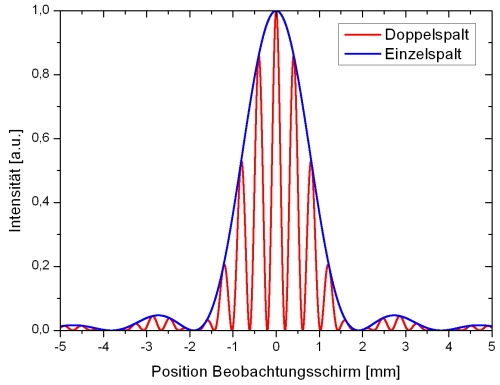 1,0
Doppelspalt
Einzelspalt
0,8
0,6
0,4
0,2
0,0
Intensität [a.u.]
-5 -4 -3 -2 -1 0 1 2 3 4 5
Position Beobachtungsschirm [mm]